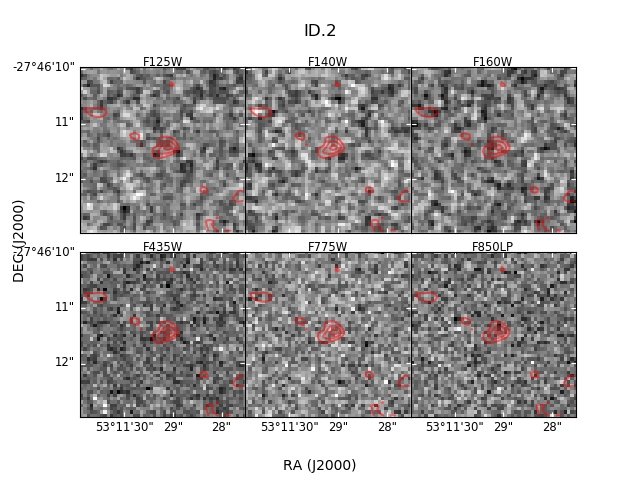 ID.2
F125W F140W F160W
-27°46'10"
11"
12"
F435W F775W F850LP
27°46'10"
11"
12"
DEC (J2000)
53°11'30" 29" 28" 53°11'30" 29" 28" 53°11'30" 29" 28"
RA (J2000)